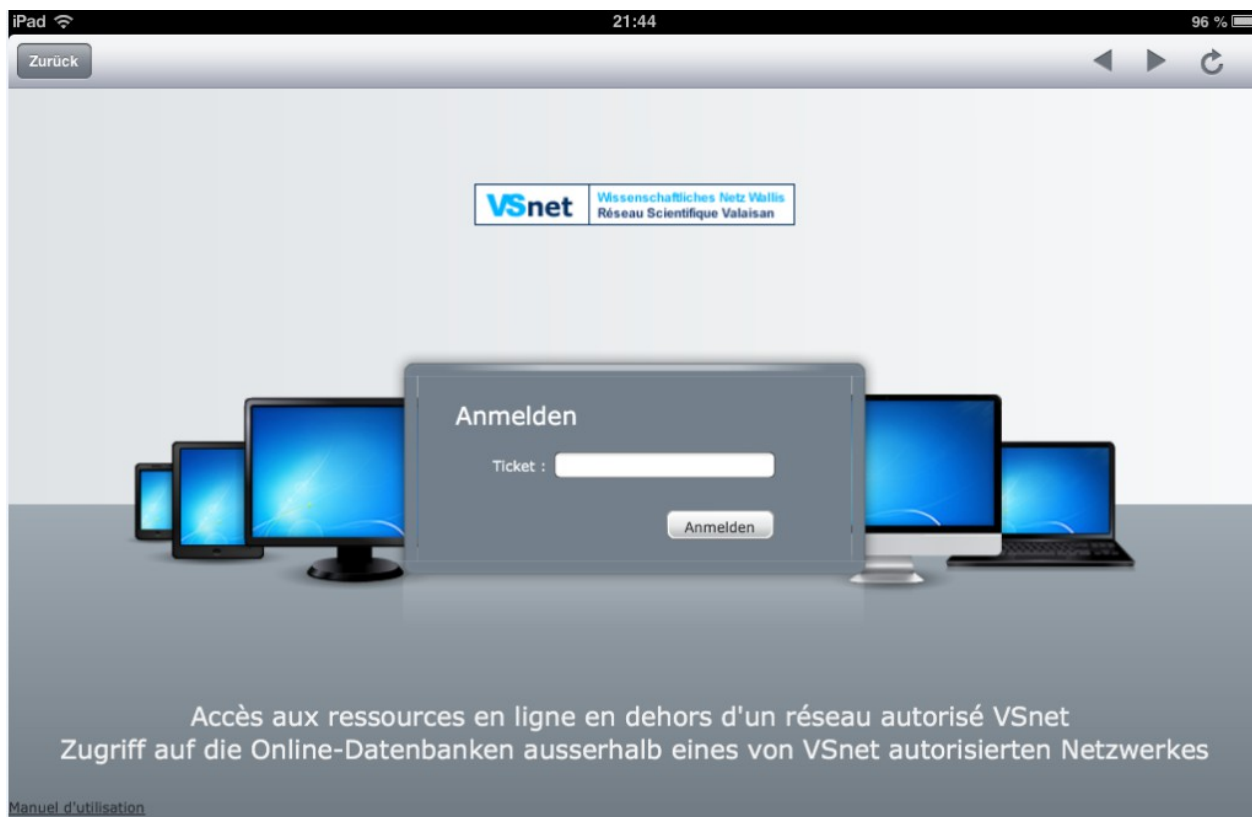 iPad 21:44 96 %
Zurück
VSnet
Wissenschaftliches Netz Wallis
Réseau Scientifique Valaisan
Anmelden
Ticket :
Anmelden
Accès aux ressources en ligne en dehors d'un réseau autorisé VSnet
Zugriff auf die Online-Datenbanken ausserhalb eines von VSnet autorisierten Netzwerkes
Manuel d'utilisation